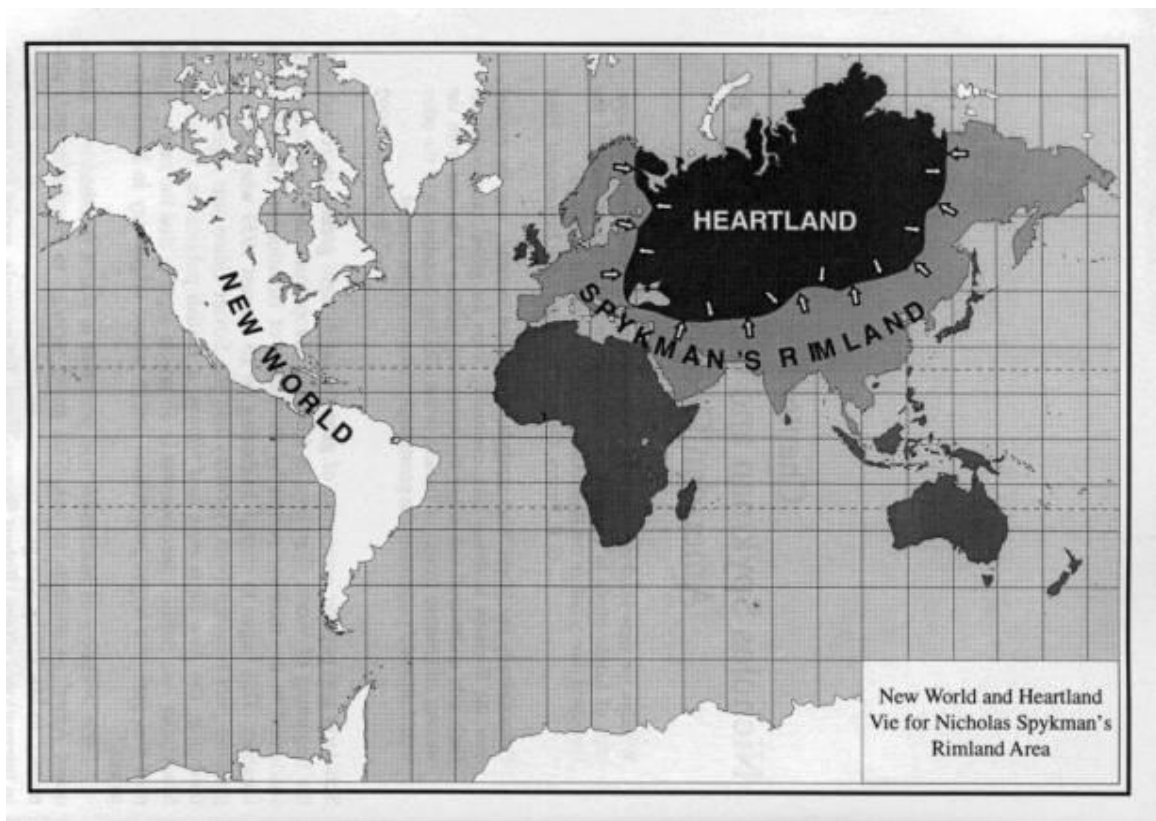 HEARTLAND
NEW WORLD
SPYKMAN'S RIMLAND
New World and Heartland
Vie for Nicholas Spykman's
Rimland Area